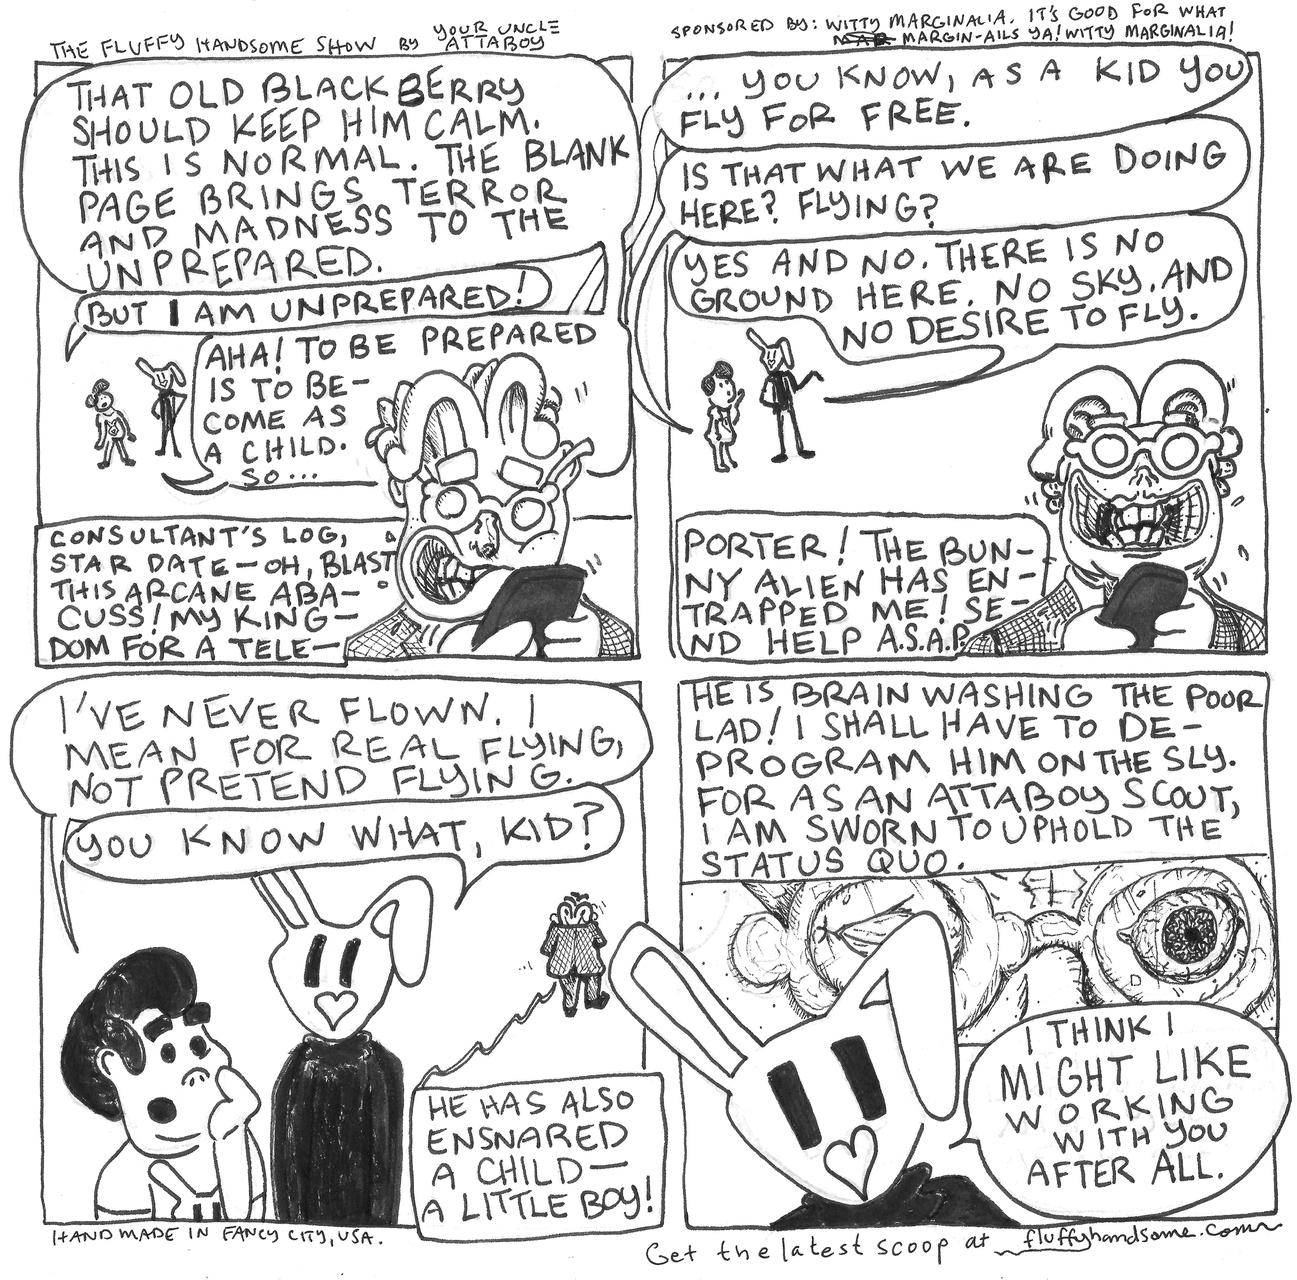 THE FLUFFY HANDSOME SHOW BY YOUR UNCLE
ATTABOY
SPONSORED BY: WITTY MARGINALIA. IT'S GOOD FOR WHAT
MARGIN-AILS YA! WITTY MARGINALIA!
THAT OLD BLACKBERRY
SHOULD KEEP HIM CALM.
THIS IS NORMAL. THE BLANK
PAGE BRINGS TERROR
AND MADNESS TO THE
UNPREPARED.
BUT I AM UNPREPARED!
AHA! TO BE PREPARED
IS TO BE-
COME AS
A CHILD.
SO...
CONSULTANT'S LOG,
STAR DATE—OH, BLAST
THIS ARCANE ABA-
CUSS! MY KING-
DOM FOR A TELE—
... YOU KNOW, AS A KID YOU
FLY FOR FREE.
IS THAT WHAT WE ARE DOING
HERE? FLYING?
YES AND NO. THERE IS NO
GROUND HERE. NO SKY. AND
NO DESIRE TO FLY.
PORTER! THE BUN-
NY ALIEN HAS EN-
TRAPPED ME! SE-
ND HELP A.S.A.P.
I'VE NEVER FLOWN. I
MEAN FOR REAL FLYING,
NOT PRETEND FLYING.
YOU KNOW WHAT, KID?
HE HAS ALSO
ENSNARED
A CHILD—
A LITTLE BOY!
HE IS BRAIN WASHING THE POOR
LAD! I SHALL HAVE TO DE-
PROGRAM HIM ON THE SLY.
FOR AS AN ATTABOY SCOUT,
I AM SWORN TO UPHOLD THE
STATUS QUO.
I THINK I
MIGHT LIKE
WORKING
WITH YOU
AFTER ALL.
HANDMADE IN FANCY CITY, USA.
Get the latest scoop at fluffyhandsome.com